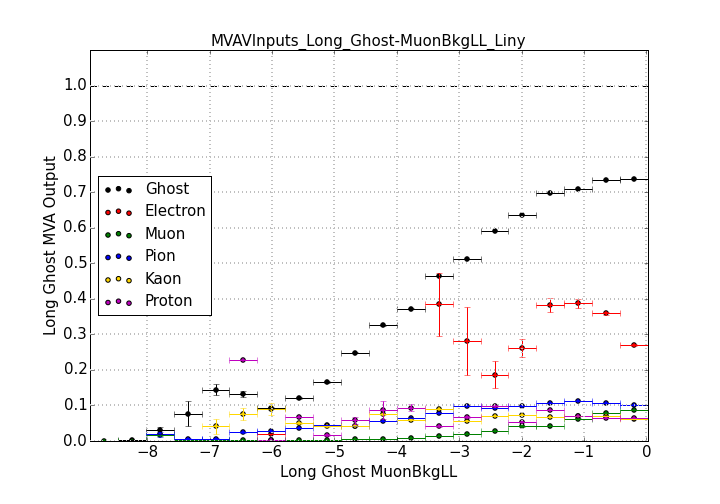 MVAVInputs_Long_Ghost-MuonBkgLL_Liny
Long Ghost MVA Output
1.0
0.9
0.8
0.7
0.6
0.5
0.4
0.3
0.2
0.1
0.0
Ghost
Electron
Muon
Pion
Kaon
Proton
−8
−7
−6
−5
−4
−3
−2
−1
0
Long Ghost MuonBkgLL